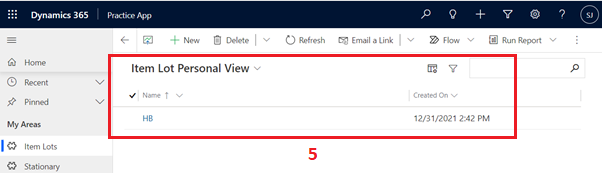 Dynamics 365 Practice App SJ
New Delete Refresh Email a Link Flow Run Report
Home
Recent
Pinned
My Areas
Item Lots
Stationary
Item Lot Personal View
Name ↑ Created On
HB 12/31/2021 2:42 PM
5